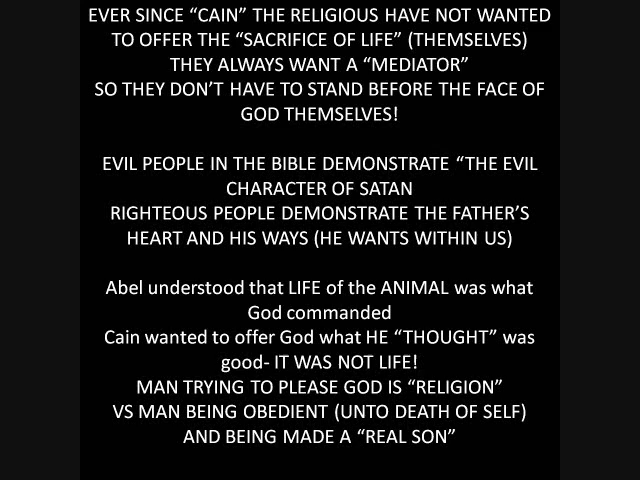 EVER SINCE “CAIN” THE RELIGIOUS HAVE NOT WANTED
TO OFFER THE “SACRIFICE OF LIFE” (THEMSELVES)
THEY ALWAYS WANT A “MEDIATOR”
SO THEY DON’T HAVE TO STAND BEFORE THE FACE OF
GOD THEMSELVES!
EVIL PEOPLE IN THE BIBLE DEMONSTRATE “THE EVIL
CHARACTER OF SATAN
RIGHTEOUS PEOPLE DEMONSTRATE THE FATHER’S
HEART AND HIS WAYS (HE WANTS WITHIN US)
Abel understood that LIFE of the ANIMAL was what
God commanded
Cain wanted to offer God what HE “THOUGHT” was
good- IT WAS NOT LIFE!
MAN TRYING TO PLEASE GOD IS “RELIGION”
VS MAN BEING OBEDIENT (UNTO DEATH OF SELF)
AND BEING MADE A “REAL SON”